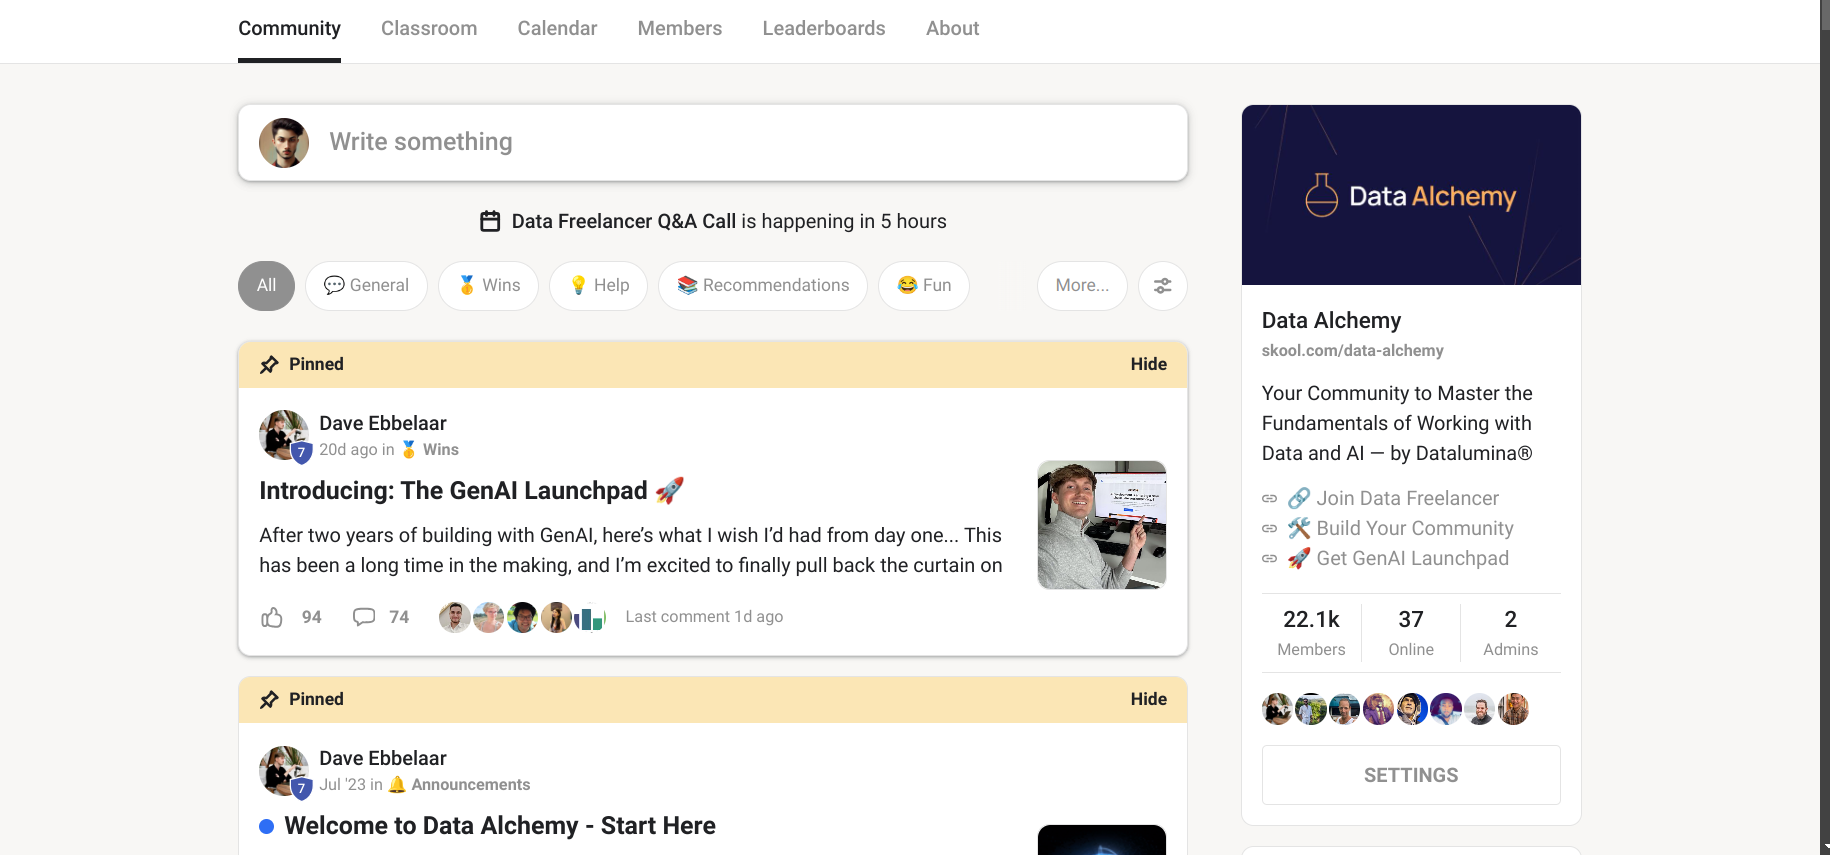 Community Classroom Calendar Members Leaderboards About
Write something
Data Freelancer Q&A Call is happening in 5 hours
All 💬 General 🥇 Wins 💡 Help 📚 Recommendations 😂 Fun More...
Pinned Hide
Dave Ebbelaar
7
20d ago in 🥇 Wins
Introducing: The GenAI Launchpad 🚀
After two years of building with GenAI, here’s what I wish I’d had from day one... This
has been a long time in the making, and I’m excited to finally pull back the curtain on
94 74 Last comment 1d ago
Pinned Hide
Dave Ebbelaar
7
Jul '23 in 🔔 Announcements
Welcome to Data Alchemy - Start Here
Data Alchemy
Data Alchemy
skool.com/data-alchemy
Your Community to Master the
Fundamentals of Working with
Data and AI — by Datalumina®
🔗 Join Data Freelancer
🛠️ Build Your Community
🚀 Get GenAI Launchpad
22.1k 37 2
Members Online Admins
SETTINGS